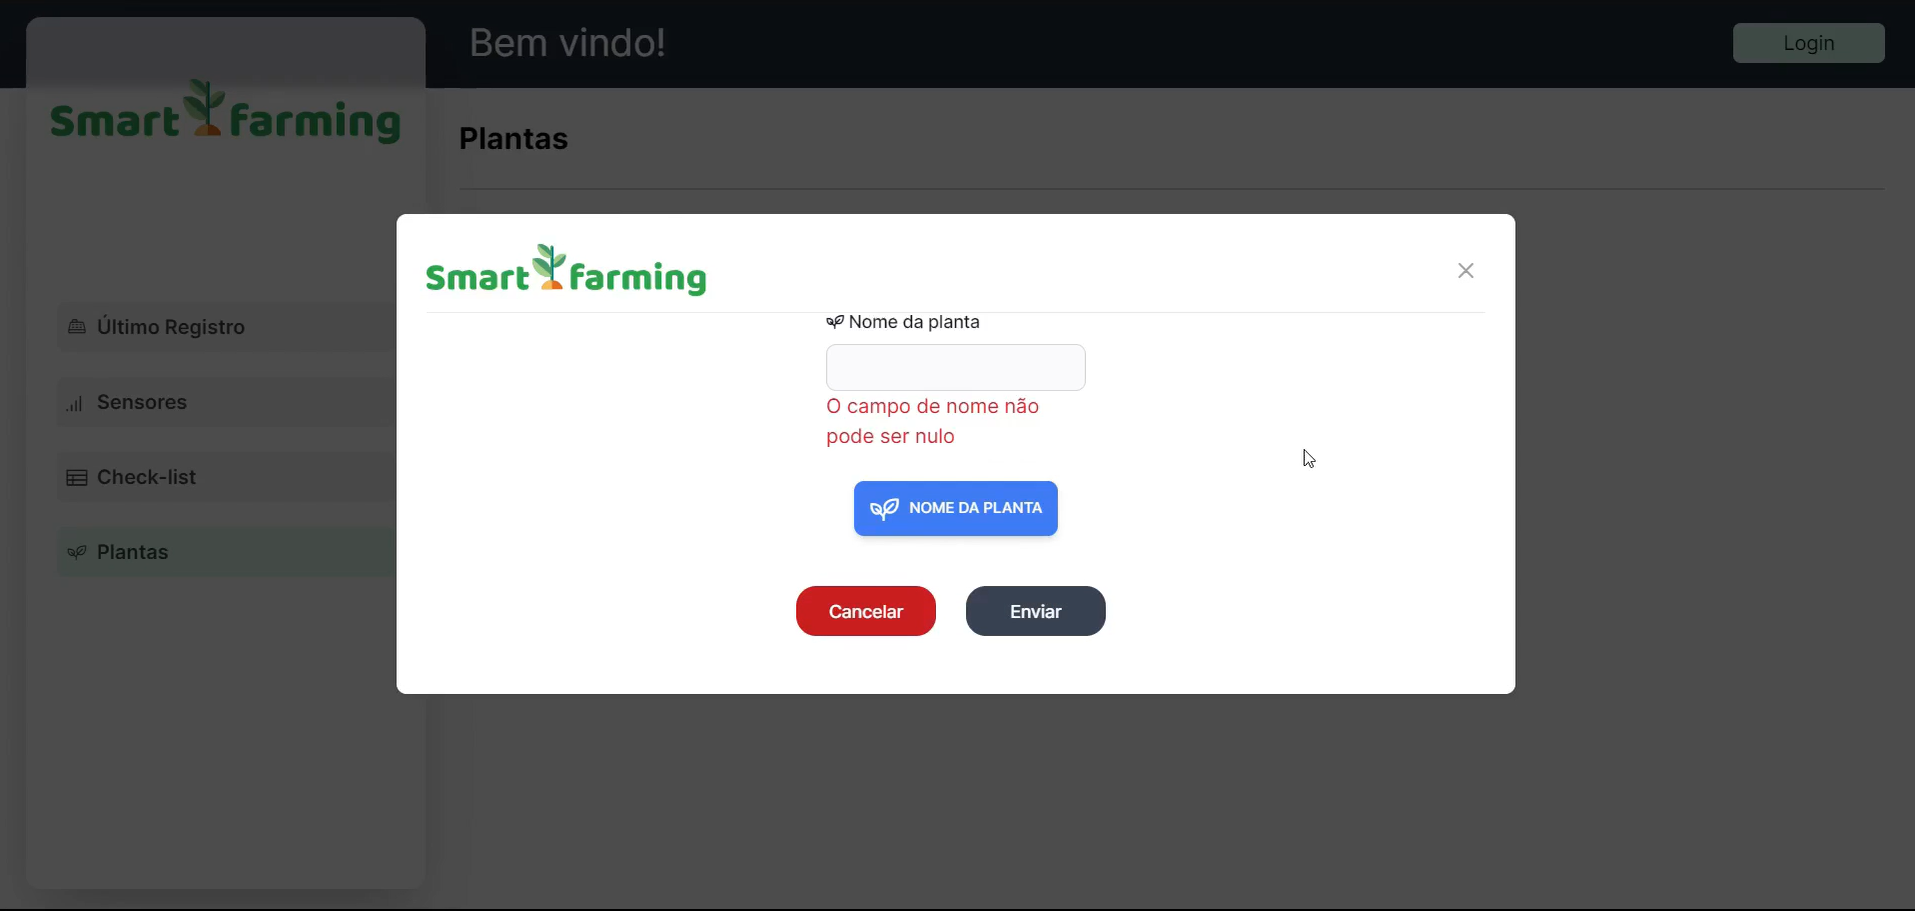 Bem vindo!
Login
Smart farming
Plantas
Último Registro
Sensores
Check-list
Plantas
Smart farming
Nome da planta
O campo de nome não
pode ser nulo
NOME DA PLANTA
Cancelar
Enviar